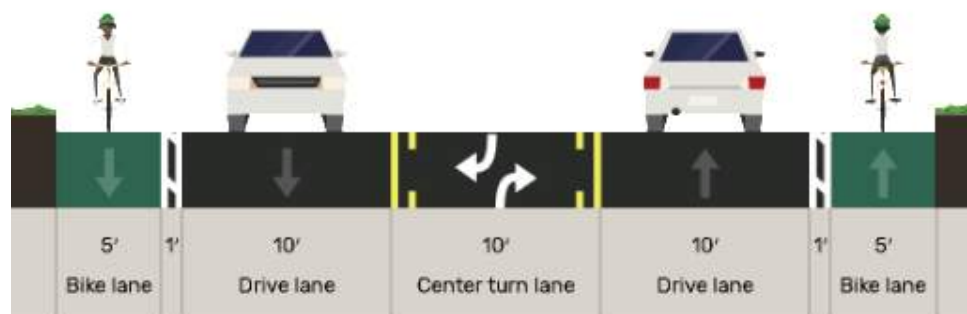 5′ 1′ 10′ 10′ 10′ 1′ 5′
Bike lane Drive lane Center turn lane Drive lane Bike lane